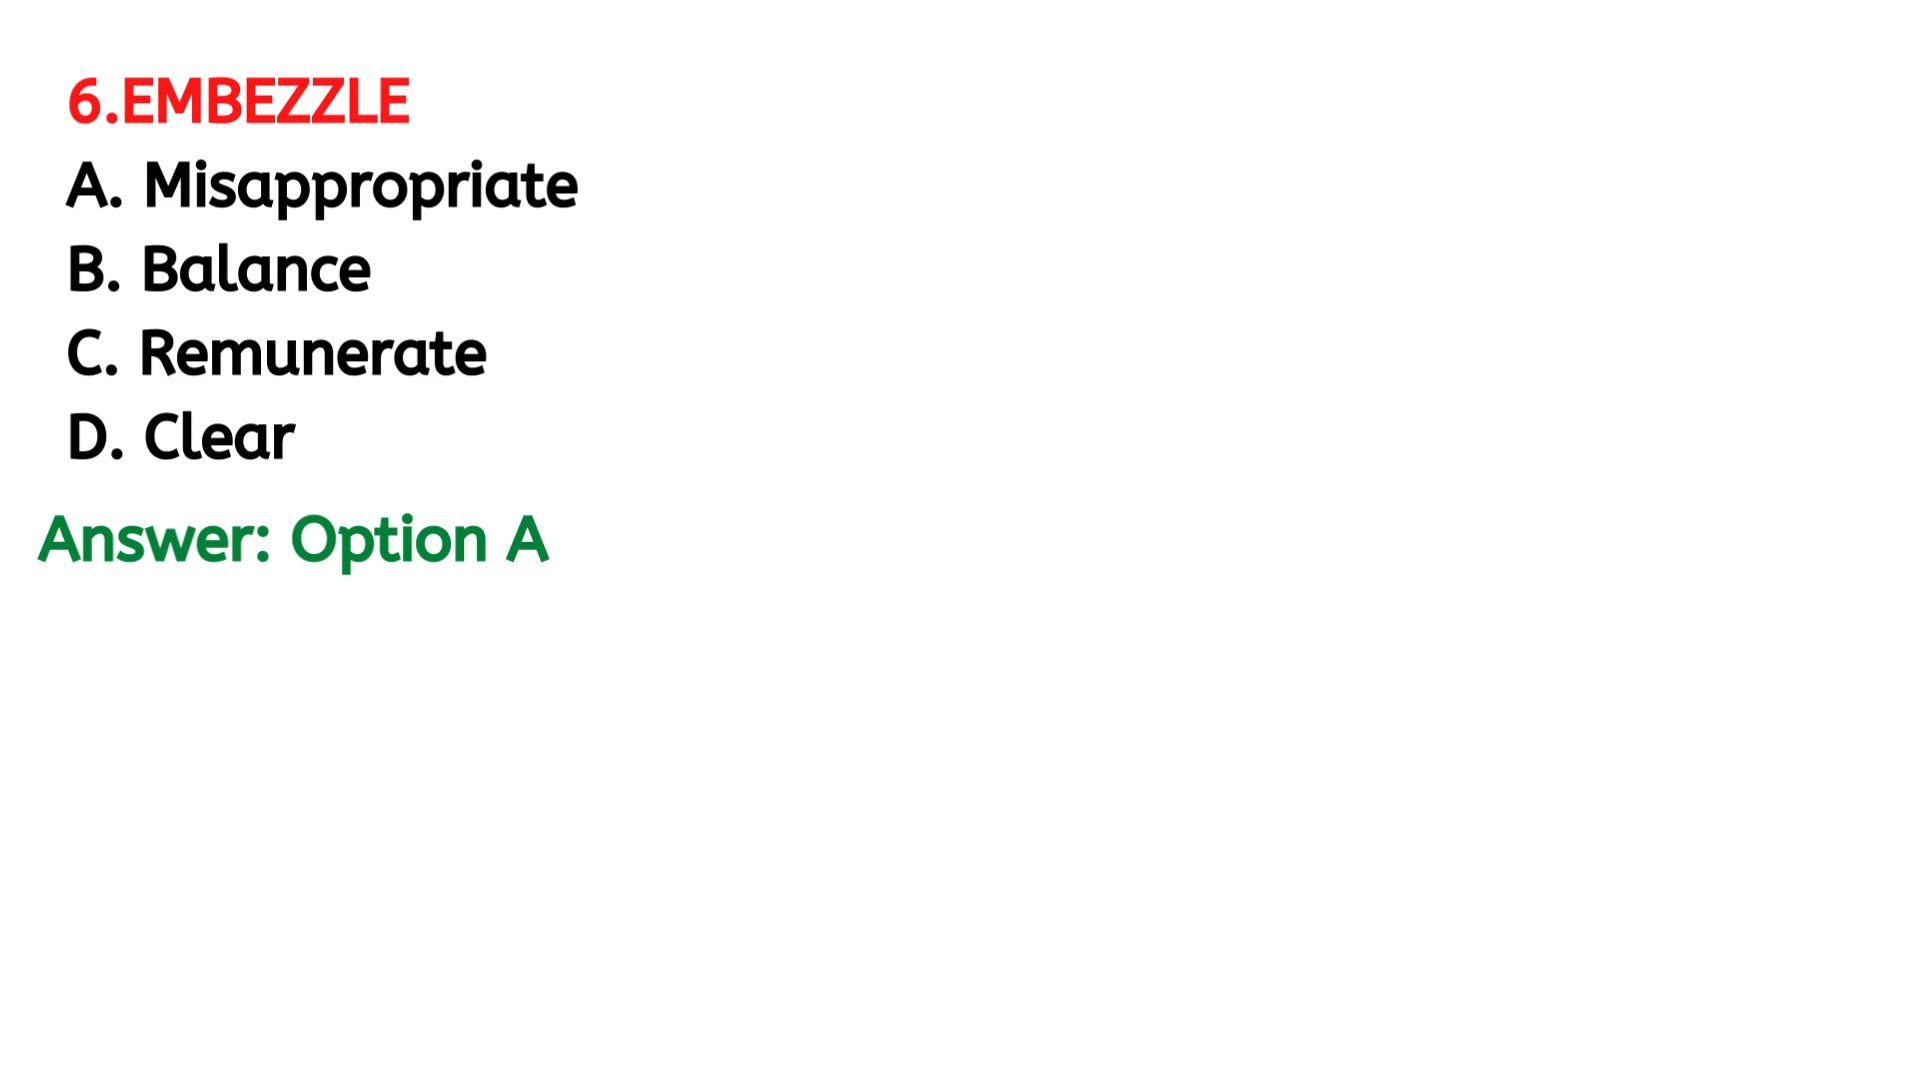 6.EMBEZZLE
A. Misappropriate
B. Balance
C. Remunerate
D. Clear
Answer: Option A